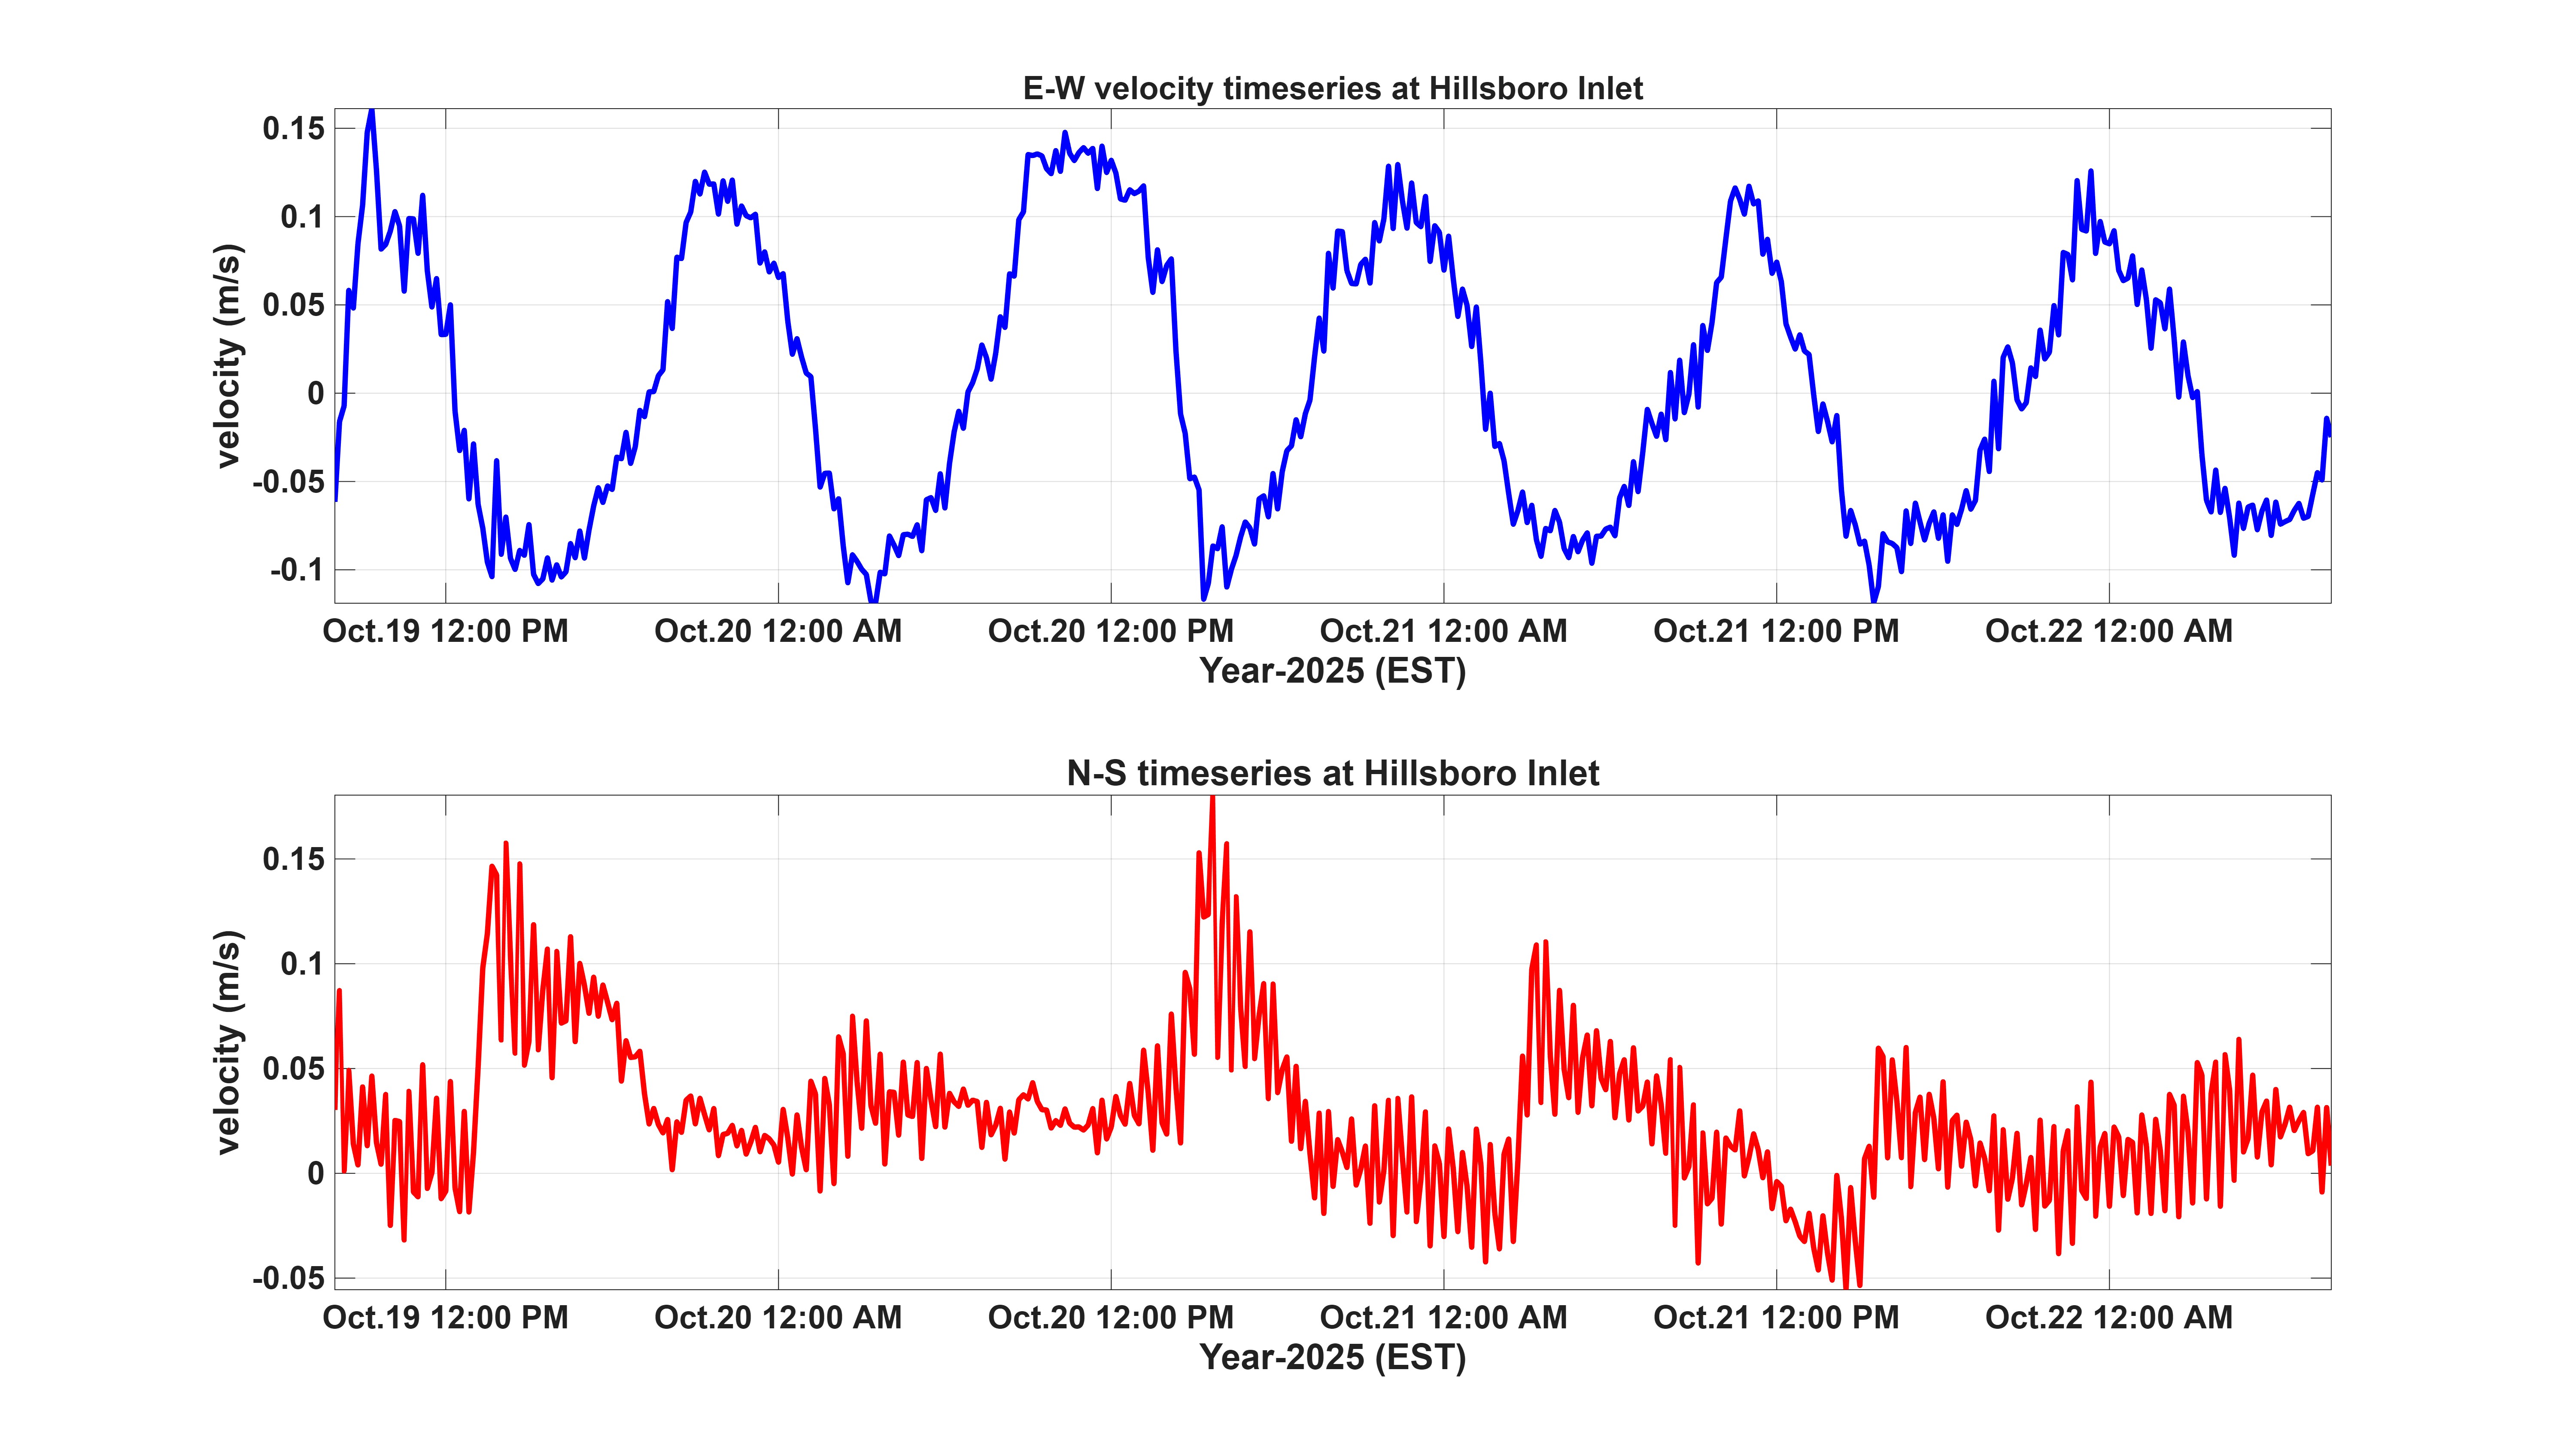 E-W velocity timeseries at Hillsboro Inlet
velocity (m/s)
0.15
0.1
0.05
0
-0.05
-0.1
Oct.19 12:00 PM Oct.20 12:00 AM Oct.20 12:00 PM Oct.21 12:00 AM Oct.21 12:00 PM Oct.22 12:00 AM
Year-2025 (EST)
N-S timeseries at Hillsboro Inlet
velocity (m/s)
0.15
0.1
0.05
0
-0.05
Oct.19 12:00 PM Oct.20 12:00 AM Oct.20 12:00 PM Oct.21 12:00 AM Oct.21 12:00 PM Oct.22 12:00 AM
Year-2025 (EST)